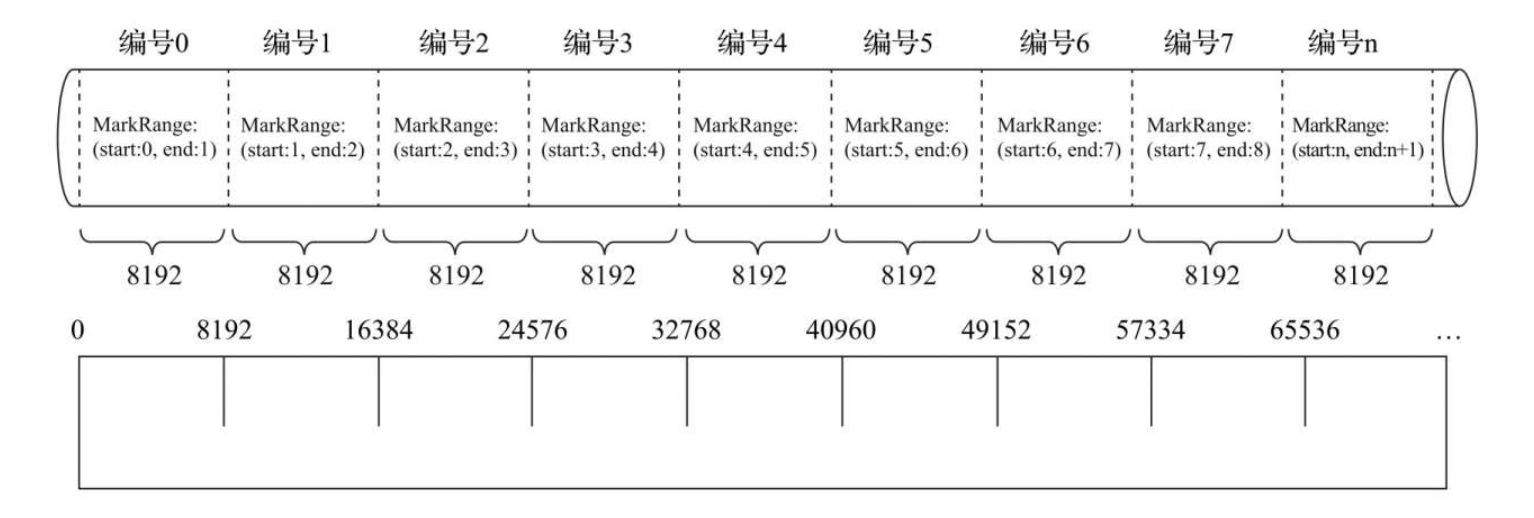 编号0 编号1 编号2 编号3 编号4 编号5 编号6 编号7 编号n
MarkRange: MarkRange: MarkRange: MarkRange: MarkRange: MarkRange: MarkRange: MarkRange: MarkRange:
(start:0, end:1) (start:1, end:2) (start:2, end:3) (start:3, end:4) (start:4, end:5) (start:5, end:6) (start:6, end:7) (start:7, end:8) (start:n, end:n+1)
8192 8192 8192 8192 8192 8192 8192 8192 8192
0 8192 16384 24576 32768 40960 49152 57334 65536 …